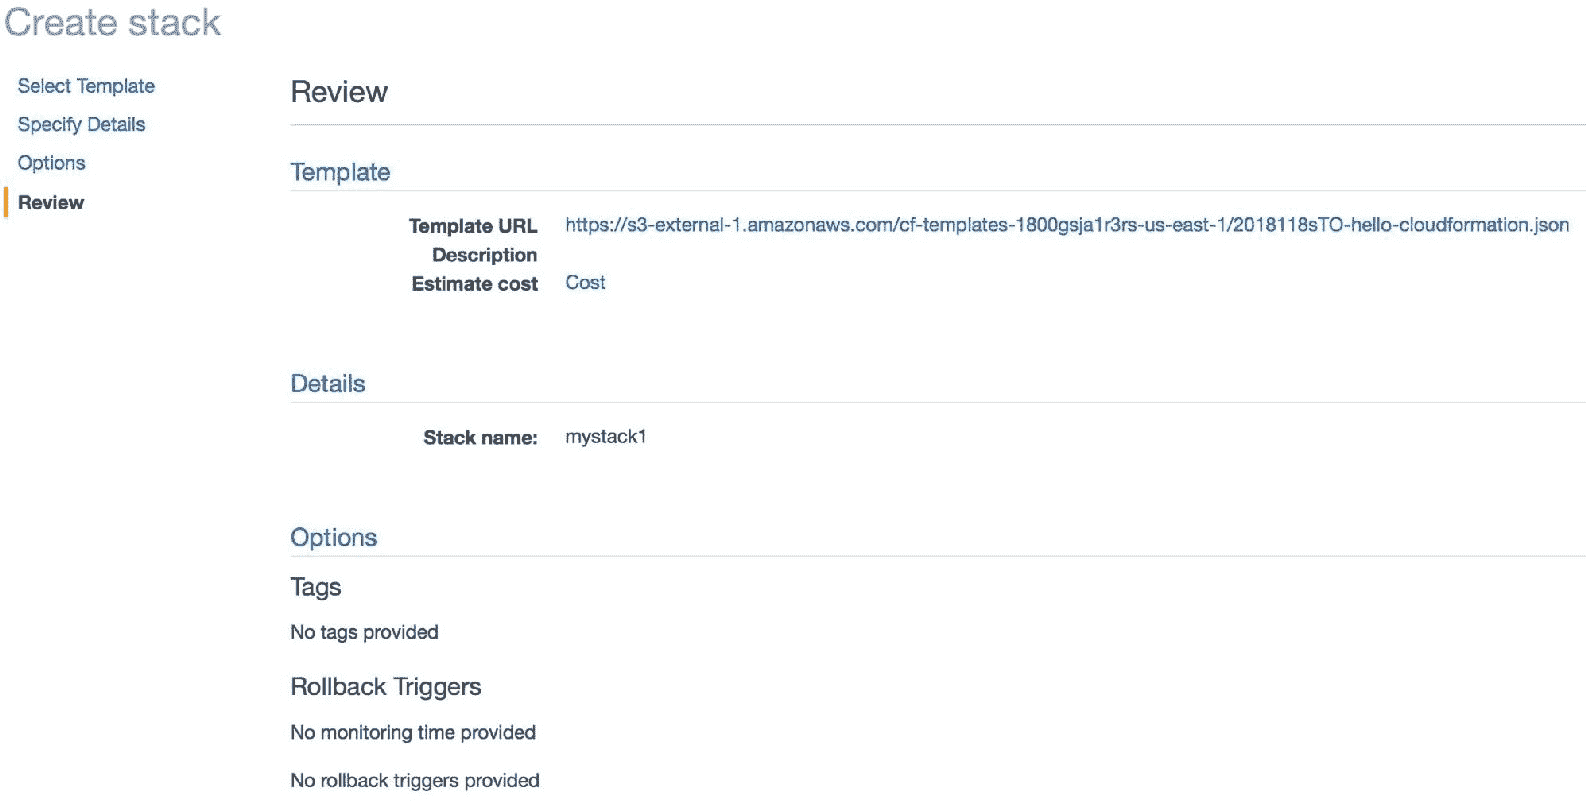 Create stack
Select Template
Specify Details
Options
Review
Review
Template
Template URL https://s3-external-1.amazonaws.com/cf-templates-1800gsja1r3rs-us-east-1/2018118sTO-hello-cloudformation.json
Description
Estimate cost Cost
Details
Stack name: mystack1
Options
Tags
No tags provided
Rollback Triggers
No monitoring time provided
No rollback triggers provided